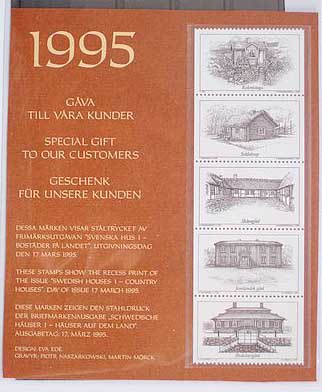 1995
GÅVA
TILL VÅRA KUNDER
SPECIAL GIFT
TO OUR CUSTOMERS
GESCHENK
FÜR UNSERE KUNDEN
DESSA MÄRKEN VISAR STÅLTRYCKET AV
FRIMÄRKSUTGÅVAN "SVENSKA HUS I –
BOSTÄDER PÅ LANDET", UTGIVNINGSDAG
DEN 17 MARS 1995.
THESE STAMPS SHOW THE RECESS PRINT OF
THE ISSUE "SWEDISH HOUSES I – COUNTRY
HOUSES". DAY OF ISSUE 17 MARCH 1995.
DIESE MARKEN ZEIGEN DEN STAHLDRUCK
DER BRIEFMARKENAUSGABE „SCHWEDISCHE
HÄUSER I – HÄUSER AUF DEM LAND".
AUSGABETAG: 17. MÄRZ 1995.
DESIGN: EVA EDE
GRAVYR: PIOTR NASZARKOWSKI, MARTIN MÖRCK